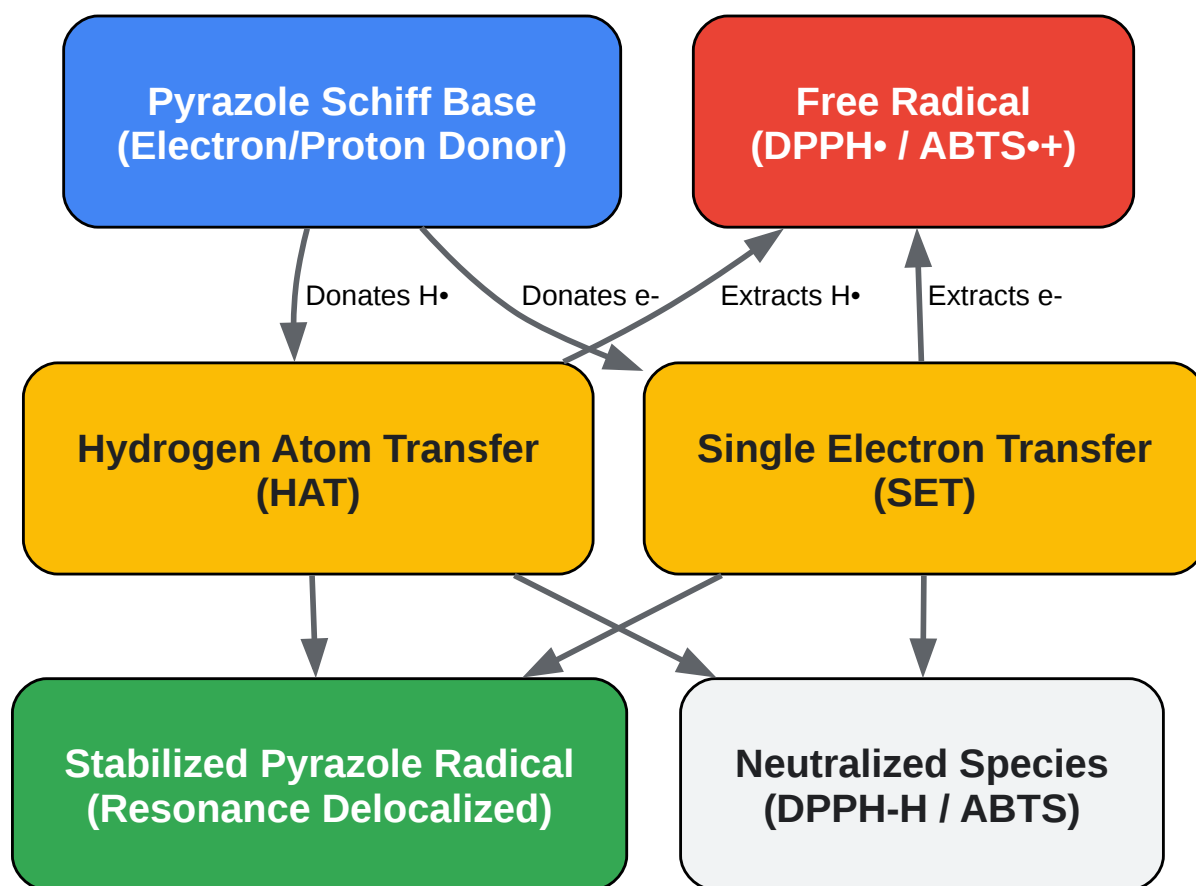 Pyrazole Schiff Base
(Electron/Proton Donor)
Free Radical
(DPPH• / ABTS•+)
Donates H•
Donates e-
Extracts H•
Extracts e-
Hydrogen Atom Transfer
(HAT)
Single Electron Transfer
(SET)
Stabilized Pyrazole Radical
(Resonance Delocalized)
Neutralized Species
(DPPH-H / ABTS)